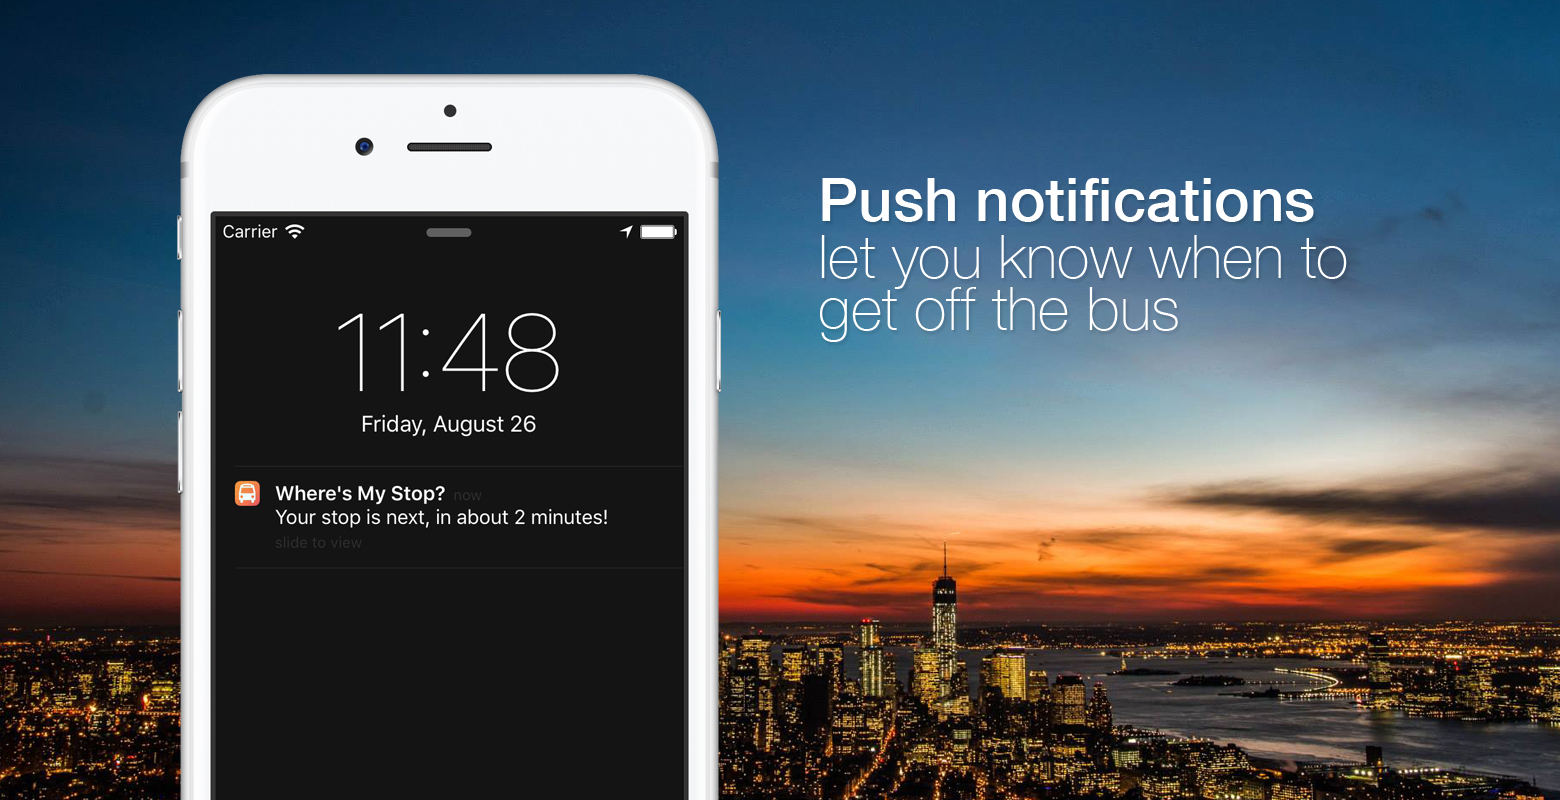 Carrier
11:48
Friday, August 26
Where's My Stop? now
Your stop is next, in about 2 minutes!
slide to view
Push notifications
let you know when to
get off the bus